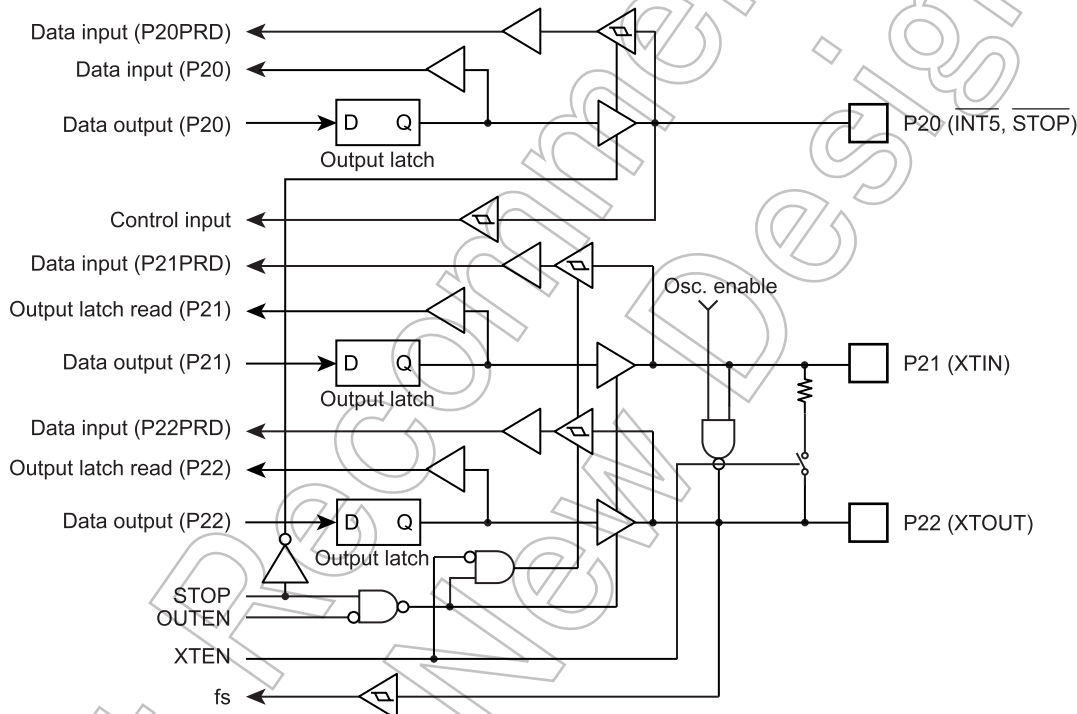 Data input (P20PRD)
Data input (P20)
Data output (P20)
D Q
Output latch
P20 (INT5, STOP)
Control input
Data input (P21PRD)
Osc. enable
Output latch read (P21)
Data output (P21)
D Q
Output latch
P21 (XTIN)
Data input (P22PRD)
Output latch read (P22)
Data output (P22)
D Q
Output latch
P22 (XTOUT)
STOP
OUTEN
XTEN
fs